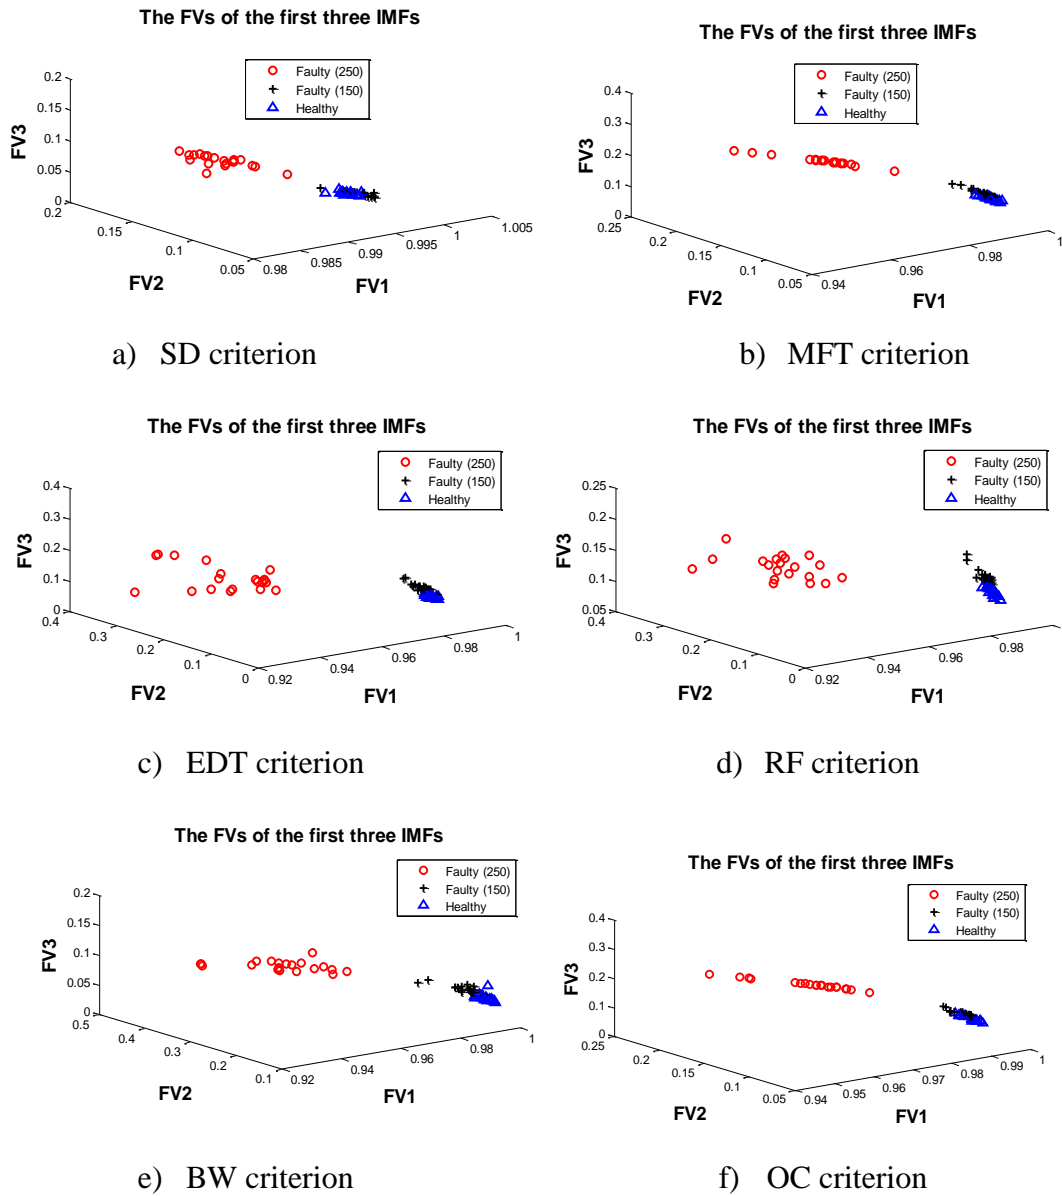 The FVs of the first three IMFs
Faulty (250)
Faulty (150)
Healthy
FV3
0.2
0.15
0.1
0.05
0
0.2
0.15
0.1
0.05
FV2
0.98
0.985
0.99
0.995
1
1.005
FV1
a) SD criterion
The FVs of the first three IMFs
Faulty (250)
Faulty (150)
Healthy
FV3
0.4
0.3
0.2
0.1
0
0.25
0.2
0.15
0.1
0.05
FV2
0.94
0.96
0.98
1
FV1
b) MFT criterion
The FVs of the first three IMFs
Faulty (250)
Faulty (150)
Healthy
FV3
0.4
0.3
0.2
0.1
0
0.4
0.3
0.2
0.1
0
FV2
0.92
0.94
0.96
0.98
1
FV1
c) EDT criterion
The FVs of the first three IMFs
Faulty (250)
Faulty (150)
Healthy
FV3
0.25
0.2
0.15
0.1
0.05
0.4
0.3
0.2
0.1
0
FV2
0.92
0.94
0.96
0.98
1
FV1
d) RF criterion
The FVs of the first three IMFs
Faulty (250)
Faulty (150)
Healthy
FV3
0.2
0.15
0.1
0.05
0
0.5
0.4
0.3
0.2
0.1
FV2
0.92
0.94
0.96
0.98
1
FV1
e) BW criterion
The FVs of the first three IMFs
Faulty (250)
Faulty (150)
Healthy
FV3
0.4
0.3
0.2
0.1
0
0.25
0.2
0.15
0.1
0.05
FV2
0.94
0.95
0.96
0.97
0.98
0.99
1
FV1
f) OC criterion